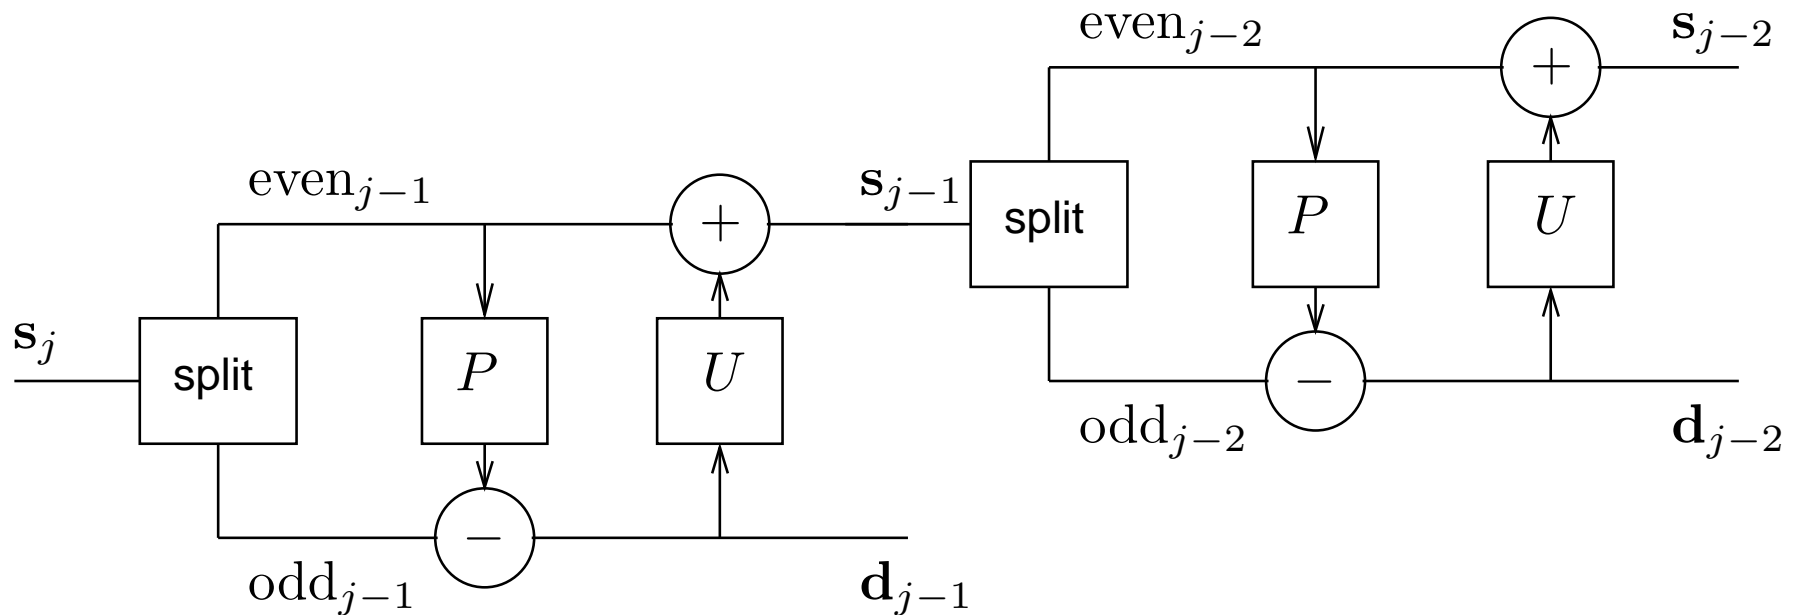 s_j
split
even_{j−1}
P
U
+
−
odd_{j−1}
s_{j−1}
d_{j−1}
split
even_{j−2}
P
U
+
−
odd_{j−2}
s_{j−2}
d_{j−2}